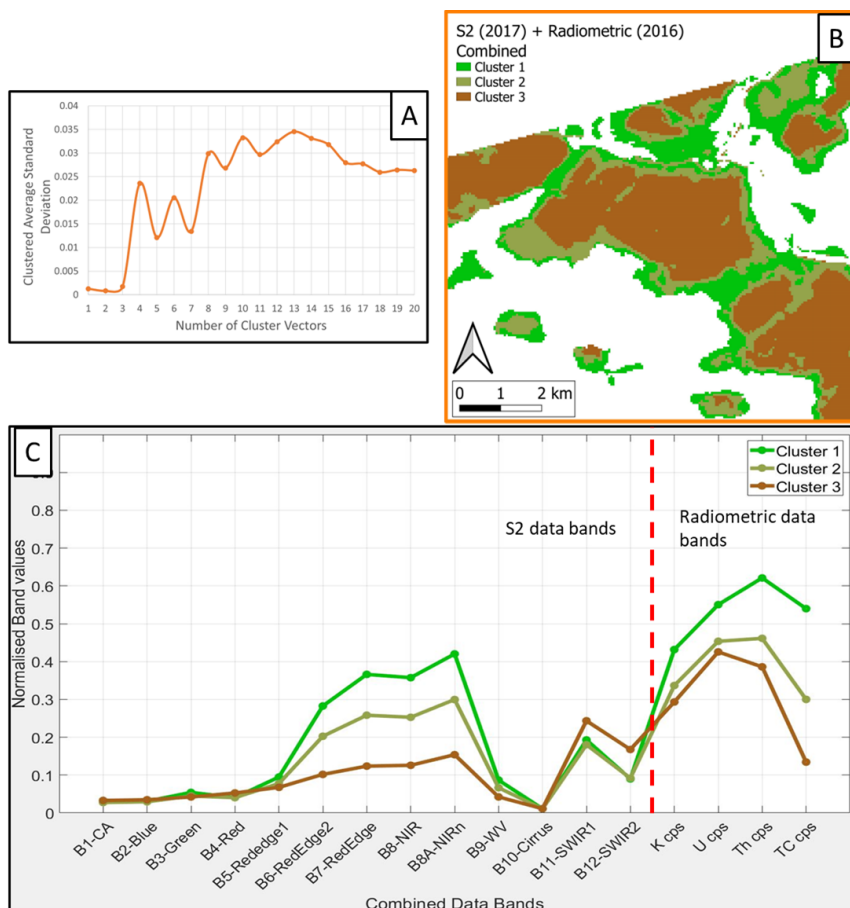 A
0.04
0.035
0.03
0.025
0.02
0.015
0.01
0.005
0
Clustered Average Standard
Deviation
1 2 3 4 5 6 7 8 9 10 11 12 13 14 15 16 17 18 19 20
Number of Cluster Vectors
B
S2 (2017) + Radiometric (2016)
Combined
Cluster 1
Cluster 2
Cluster 3
0 1 2 km
C
Cluster 1
Cluster 2
Cluster 3
S2 data bands
Radiometric data
bands
0.8
0.7
0.6
0.5
0.4
0.3
0.2
0.1
0
Normalised Band values
B1-CA
B2-Blue
B3-Green
B4-Red
B5-Rededge1
B6-RedEdge2
B7-RedEdge
B8-NIR
B8A-NIRn
B9-WV
B10-Cirrus
B11-SWIR1
B12-SWIR2
K cps
U cps
Th cps
TC cps
Combined Data Bands